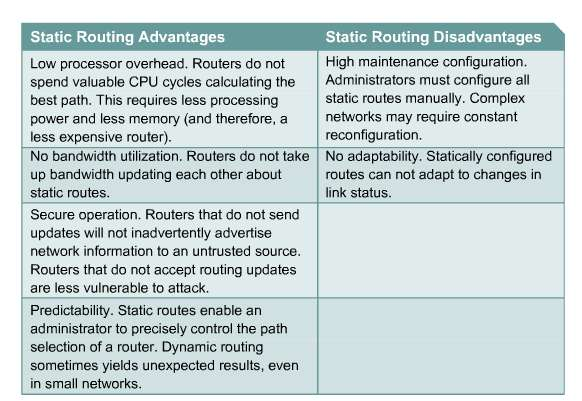 Static Routing Advantages
Static Routing Disadvantages
Low processor overhead. Routers do not
spend valuable CPU cycles calculating the
best path. This requires less processing
power and less memory (and therefore, a
less expensive router).
High maintenance configuration.
Administrators must configure all
static routes manually. Complex
networks may require constant
reconfiguration.
No bandwidth utilization. Routers do not take
up bandwidth updating each other about
static routes.
No adaptability. Statically configured
routes can not adapt to changes in
link status.
Secure operation. Routers that do not send
updates will not inadvertently advertise
network information to an untrusted source.
Routers that do not accept routing updates
are less vulnerable to attack.
Predictability. Static routes enable an
administrator to precisely control the path
selection of a router. Dynamic routing
sometimes yields unexpected results, even
in small networks.